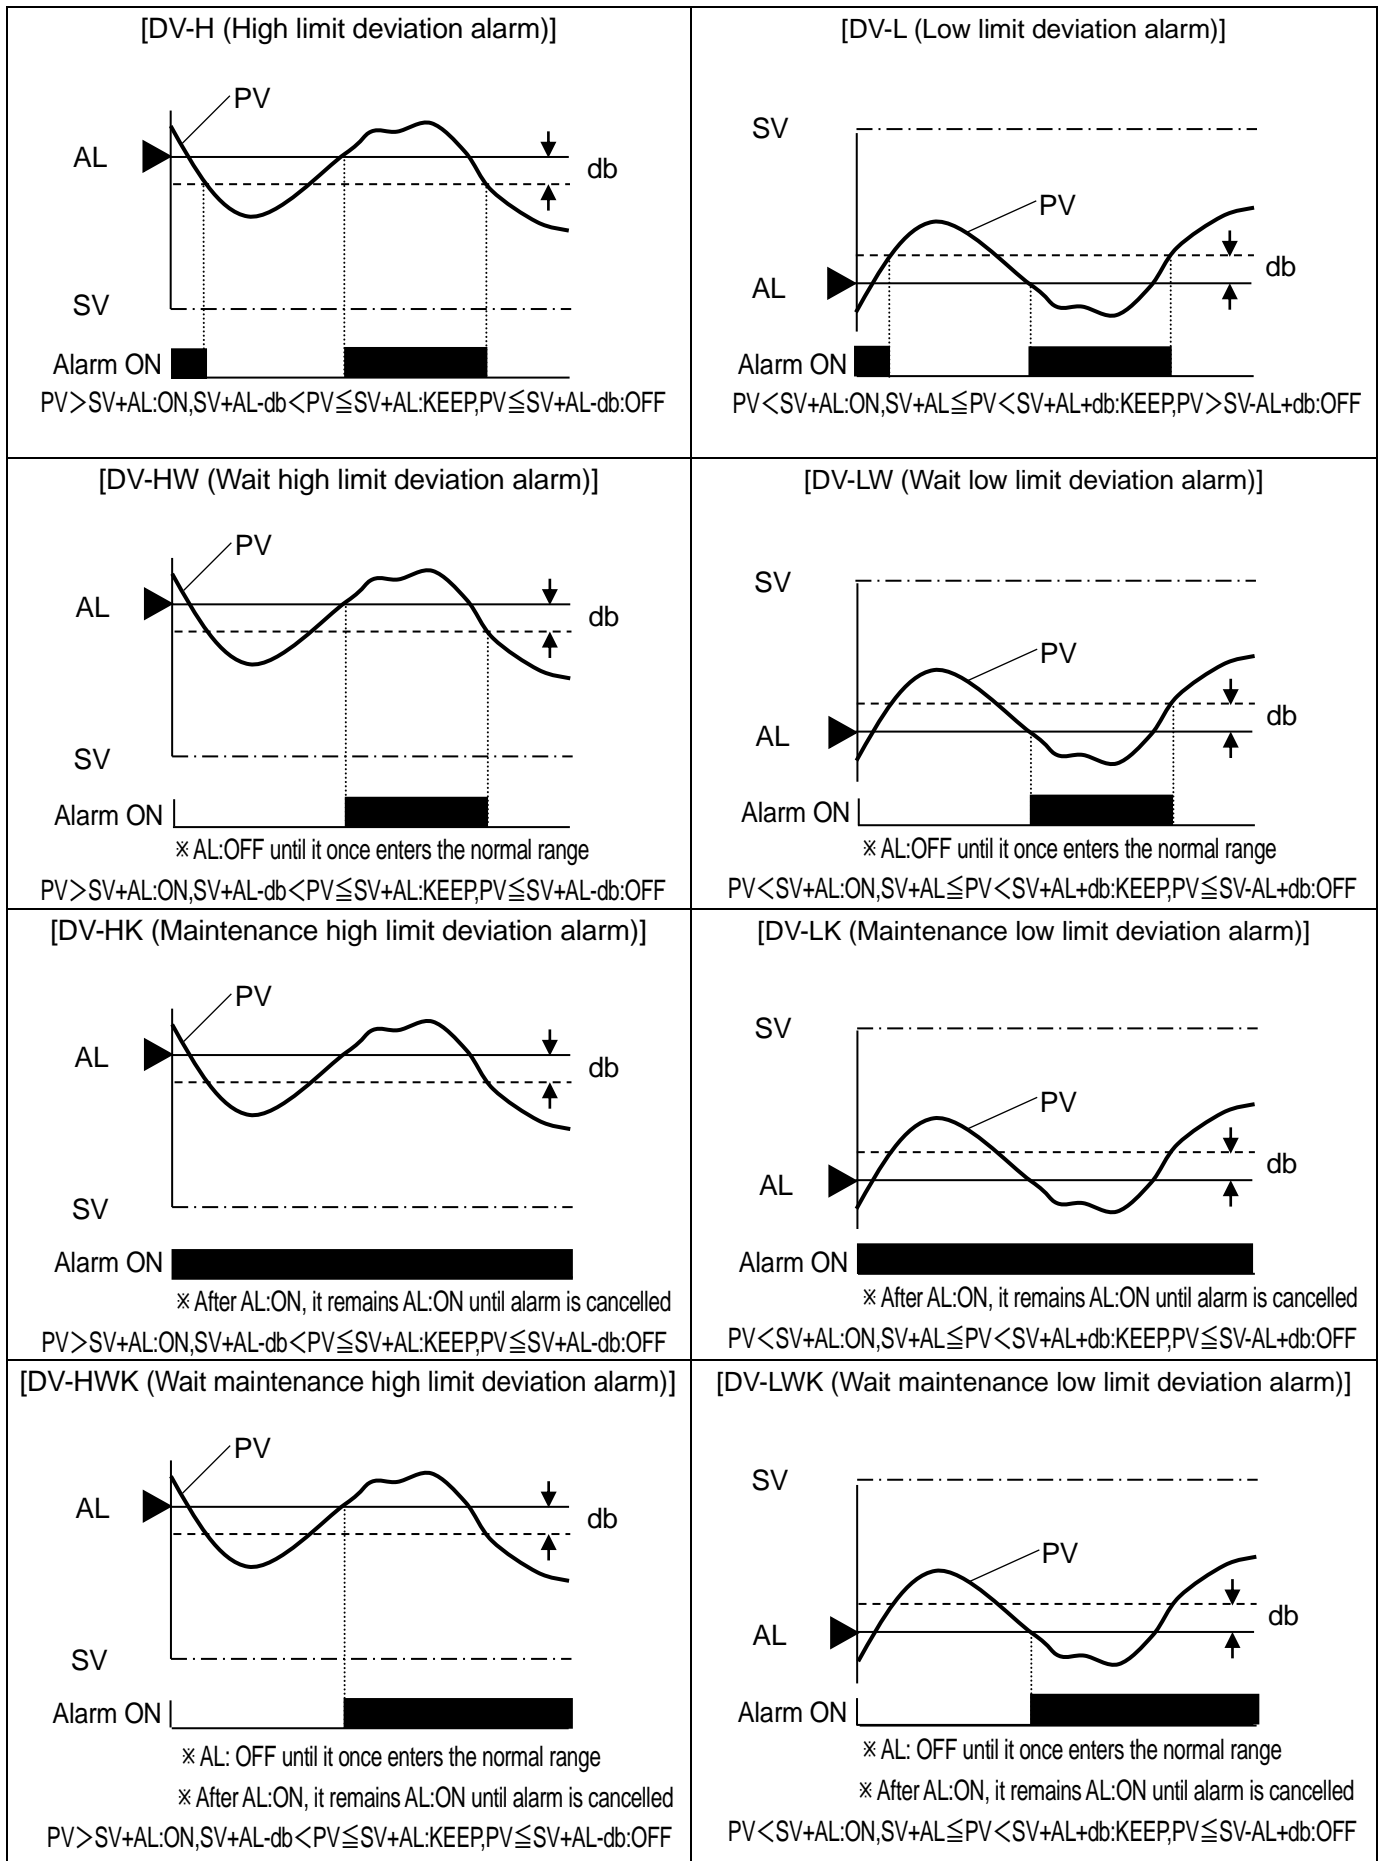 [DV-H (High limit deviation alarm)]
PV
AL
db
SV
Alarm ON
PV＞SV+AL:ON,SV+AL-db＜PV≦SV+AL:KEEP,PV≦SV+AL-db:OFF
[DV-L (Low limit deviation alarm)]
SV
PV
db
AL
Alarm ON
PV＜SV+AL:ON,SV+AL≦PV＜SV+AL+db:KEEP,PV＞SV-AL+db:OFF
[DV-HW (Wait high limit deviation alarm)]
PV
AL
db
SV
Alarm ON
※ AL:OFF until it once enters the normal range
PV＞SV+AL:ON,SV+AL-db＜PV≦SV+AL:KEEP,PV≦SV+AL-db:OFF
[DV-LW (Wait low limit deviation alarm)]
SV
PV
db
AL
Alarm ON
※ AL:OFF until it once enters the normal range
PV＜SV+AL:ON,SV+AL≦PV＜SV+AL+db:KEEP,PV≦SV-AL+db:OFF
[DV-HK (Maintenance high limit deviation alarm)]
PV
AL
db
SV
Alarm ON
※ After AL:ON, it remains AL:ON until alarm is cancelled
PV＞SV+AL:ON,SV+AL-db＜PV≦SV+AL:KEEP,PV≦SV+AL-db:OFF
[DV-LK (Maintenance low limit deviation alarm)]
SV
PV
db
AL
Alarm ON
※ After AL:ON, it remains AL:ON until alarm is cancelled
PV＜SV+AL:ON,SV+AL≦PV＜SV+AL+db:KEEP,PV≦SV-AL+db:OFF
[DV-HWK (Wait maintenance high limit deviation alarm)]
PV
AL
db
SV
Alarm ON
※ AL: OFF until it once enters the normal range
※ After AL:ON, it remains AL:ON until alarm is cancelled
PV＞SV+AL:ON,SV+AL-db＜PV≦SV+AL:KEEP,PV≦SV+AL-db:OFF
[DV-LWK (Wait maintenance low limit deviation alarm)]
SV
PV
db
AL
Alarm ON
※ AL: OFF until it once enters the normal range
※ After AL:ON, it remains AL:ON until alarm is cancelled
PV＜SV+AL:ON,SV+AL≦PV＜SV+AL+db:KEEP,PV≦SV-AL+db:OFF